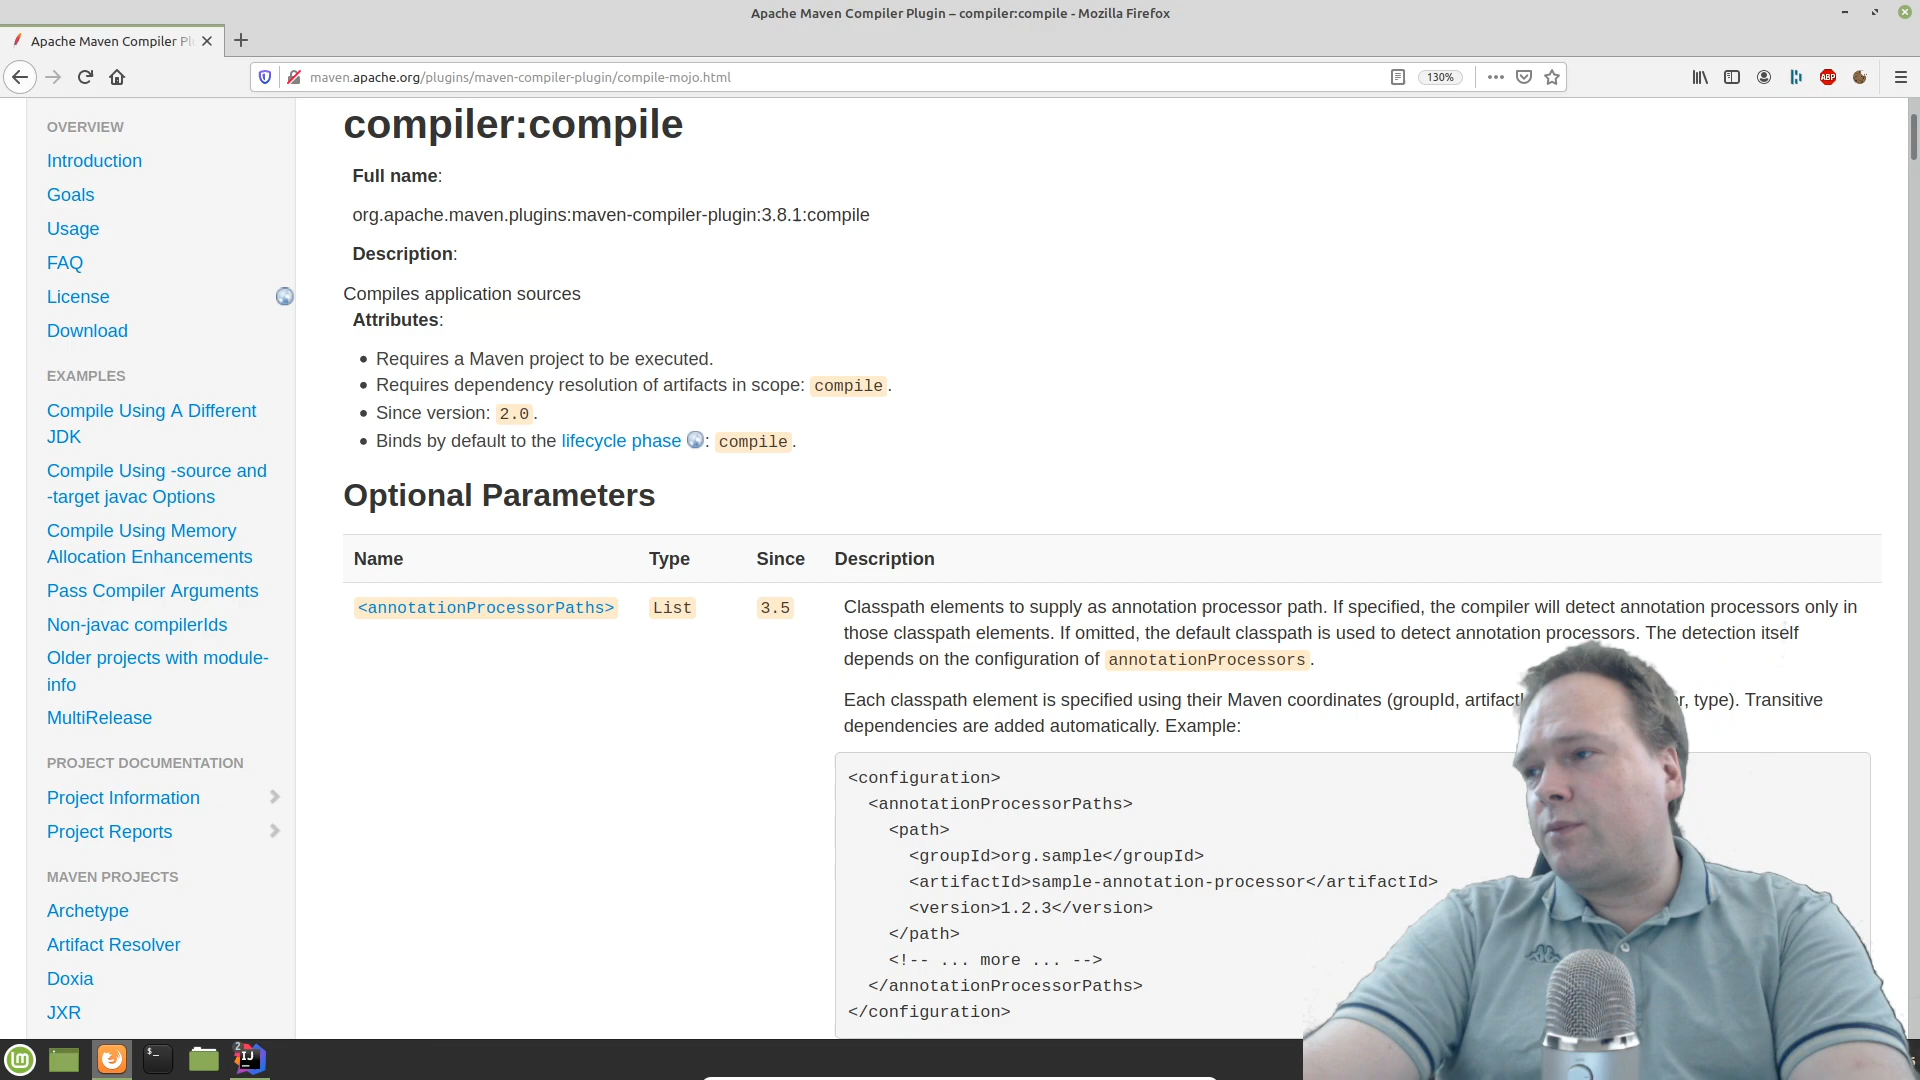 Apache Maven Compiler Plugin – compiler:compile - Mozilla Firefox
Apache Maven Compiler Pl
maven.apache.org/plugins/maven-compiler-plugin/compile-mojo.html
130%
ABP
OVERVIEW
Introduction
Goals
Usage
FAQ
License
Download
EXAMPLES
Compile Using A Different
JDK
Compile Using -source and
-target javac Options
Compile Using Memory
Allocation Enhancements
Pass Compiler Arguments
Non-javac compilerIds
Older projects with module-
info
MultiRelease
PROJECT DOCUMENTATION
Project Information
Project Reports
MAVEN PROJECTS
Archetype
Artifact Resolver
Doxia
JXR
compiler:compile
Full name:
org.apache.maven.plugins:maven-compiler-plugin:3.8.1:compile
Description:
Compiles application sources
Attributes:
Requires a Maven project to be executed.
Requires dependency resolution of artifacts in scope: compile.
Since version: 2.0.
Binds by default to the lifecycle phase : compile.
Optional Parameters
Name Type Since Description
<annotationProcessorPaths> List 3.5 Classpath elements to supply as annotation processor path. If specified, the compiler will detect annotation processors only in
those classpath elements. If omitted, the default classpath is used to detect annotation processors. The detection itself
depends on the configuration of annotationProcessors.
Each classpath element is specified using their Maven coordinates (groupId, type). Transitive
dependencies are added automatically. Example:
<configuration>
<annotationProcessorPaths>
<path>
<groupId>org.sample</groupId>
<artifactId>sample-annotation-processor</artifactId>
<version>1.2.3</version>
</path>
<!-- ... more ... -->
</annotationProcessorPaths>
</configuration>
2
IJ